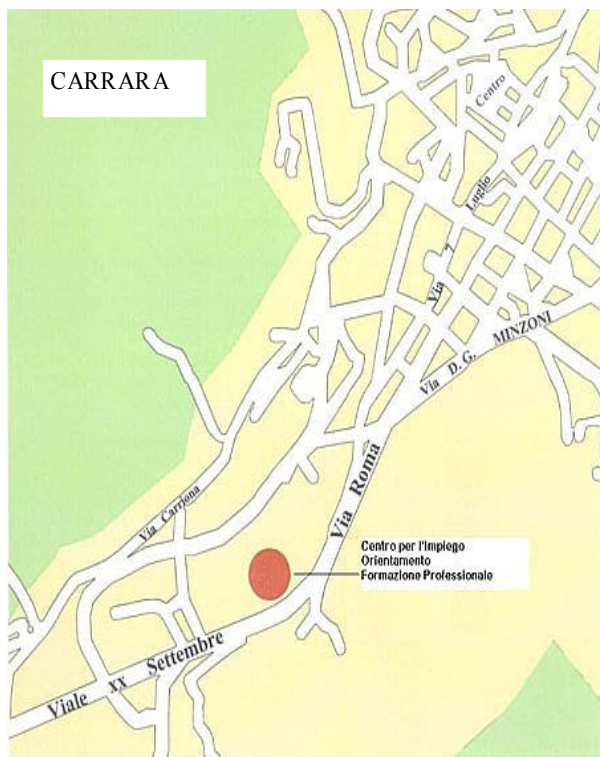 CARRARA
Centro
Via 7 Luglio
Via D. G. MINZONI
Via Roma
Via Carriona
Centro per l'Impiego
Orientamento
Formazione Professionale
Viale xx Settembre